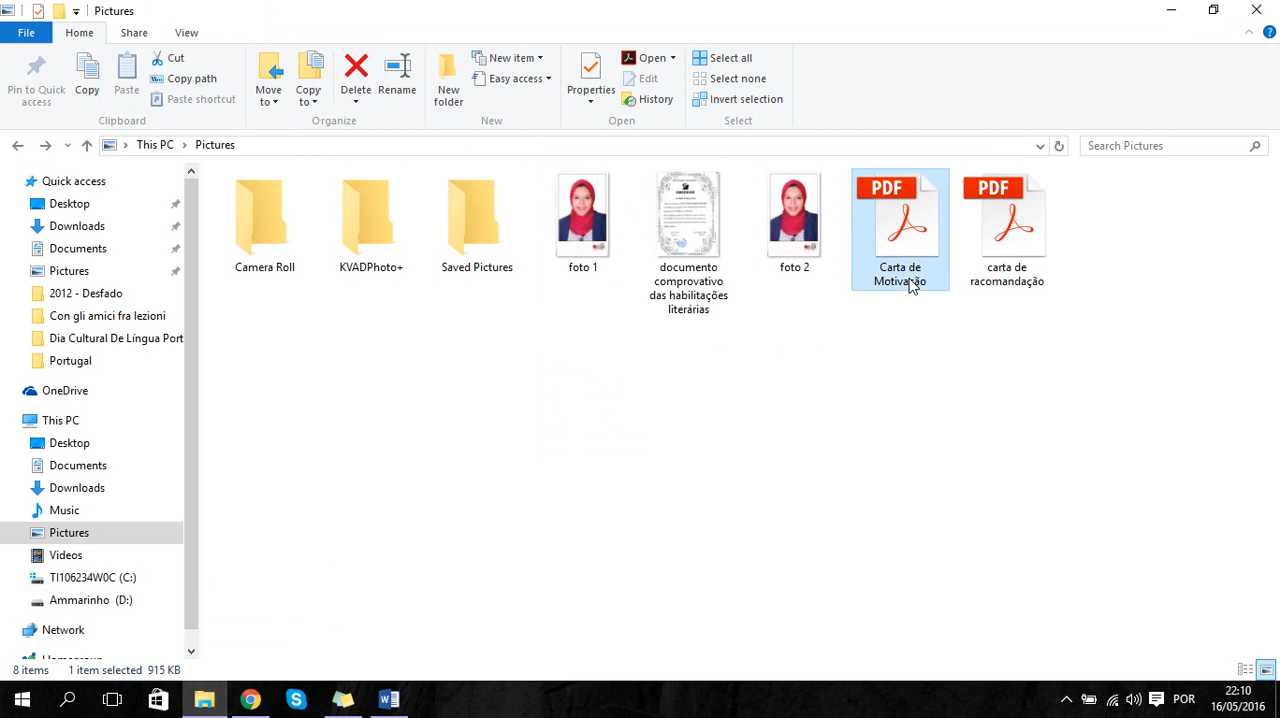 Pictures
File
Home
Share
View
Pin to Quick access
Copy
Paste
Cut
Copy path
Paste shortcut
Clipboard
Move to
Copy to
Delete
Rename
Organize
New folder
New item
Easy access
New
Properties
Open
Edit
History
Open
Select all
Select none
Invert selection
Select
This PC
Pictures
Search Pictures
Quick access
Desktop
Downloads
Documents
Pictures
2012 - Desfado
Con gli amici fra lezioni
Dia Cultural De Língua Port
Portugal
OneDrive
This PC
Desktop
Documents
Downloads
Music
Pictures
Videos
TI106234W0C (C:)
Ammarinho (D:)
Network
Camera Roll
KVADPhoto+
Saved Pictures
foto 1
documento
comprovativo
das habilitações
literárias
foto 2
PDF
Carta de
Motivação
PDF
carta de
racomandação
8 items
1 item selected 915 KB
POR
22:10
16/05/2016